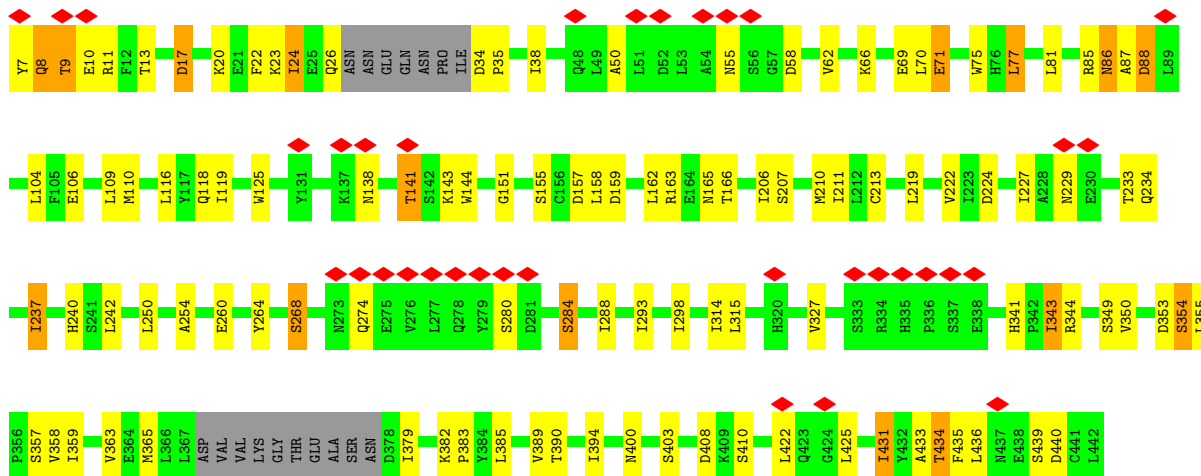 Y7 Q8 T9 E10 R11 F12 T13 D17 K20 E21 F22 K23 I24 E25 Q26 ASN ASN GLU GLN ASN PRO ILE D34 P35 I38 Q48 L49 A50 L51 D52 L53 A54 N55 S56 G57 D58 V62 K66 E69 L70 E71 W75 H76 L77 L81 R85 N86 A87 D88 L89
L104 F105 E106 L109 M110 L116 Y117 Q118 I119 W125 Y131 K137 N138 T141 S142 K143 W144 G151 S155 C156 D157 L158 D159 L162 R163 E164 N165 T166 I206 S207 M210 I211 L212 C213 L219 V222 I223 D224 I227 A228 N229 E230 T233 Q234
I237 H240 S241 L242 L250 A254 E260 Y264 S268 N273 Q274 E275 V276 L277 Q278 Y279 S280 D281 S284 I288 I293 I298 I314 L315 H320 V327 S333 R334 H335 P336 S337 E338 H341 P342 I343 R344 S349 V350 D353 S354 L355
P356 S357 V358 I359 V363 E364 M365 L366 L367 ASP VAL VAL LYS GLY THR GLU ALA SER ASN D378 I379 K382 P383 Y384 L385 V389 T390 I394 N400 S403 D408 K409 S410 L422 Q423 G424 L425 I431 Y432 A433 T434 F435 L436 N437 E438 S439 D440 C441 L442